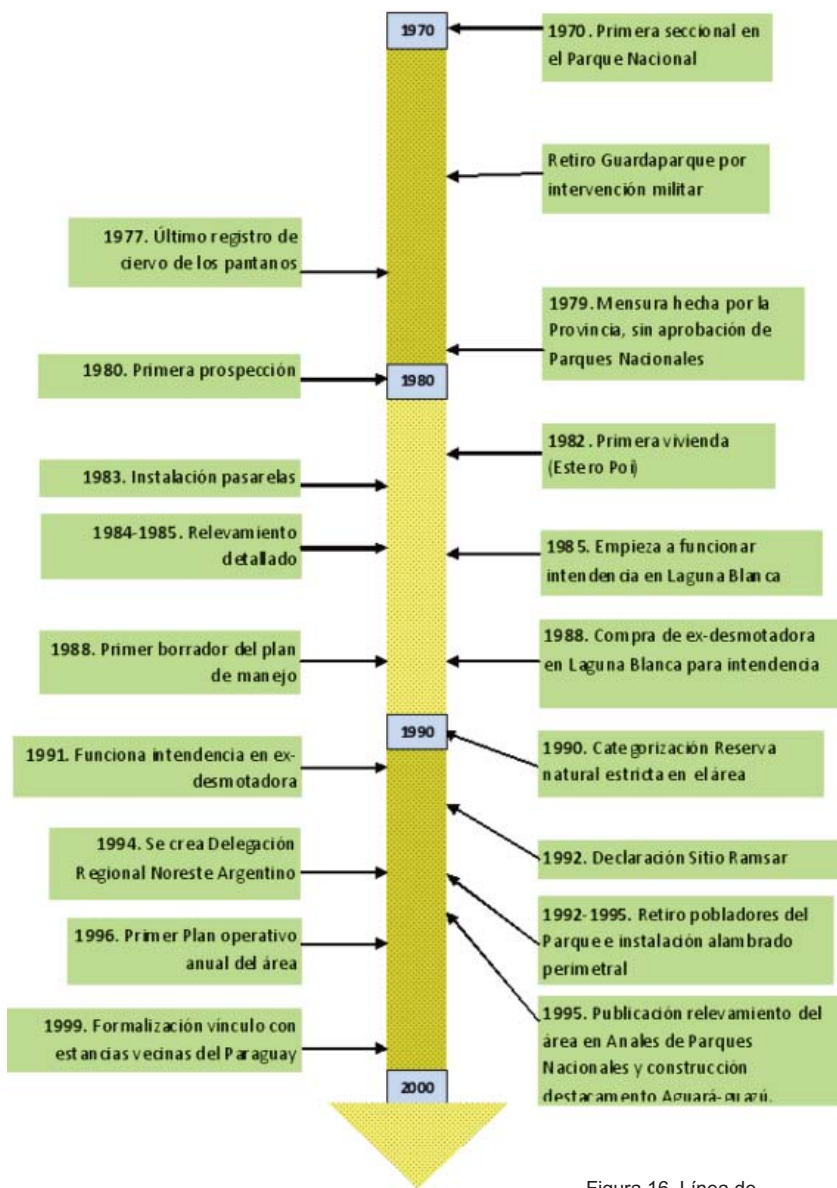 1970
1970. Primera seccional en
el Parque Nacional
Retiro Guardaparque por
intervención militar
1977. Último registro de
ciervo de los pantanos
1979. Mensura hecha por la
Provincia, sin aprobación de
Parques Nacionales
1980. Primera prospección
1980
1982. Primera vivienda
(Estero Poi)
1983. Instalación pasarelas
1984-1985. Relevamiento
detallado
1985. Empieza a funcionar
intendencia en Laguna Blanca
1988. Primer borrador del plan
de manejo
1988. Compra de ex-desmotadora
en Laguna Blanca para intendencia
1990
1990. Categorización Reserva
natural estricta en el área
1991. Funciona intendencia en ex-
desmotadora
1992. Declaración Sitio Ramsar
1994. Se crea Delegación
Regional Noreste Argentino
1992-1995. Retiro pobladores del
Parque e instalación alambrado
perimetral
1996. Primer Plan operativo
anual del área
1995. Publicación relevamiento del
área en Anales de Parques
Nacionales y construcción
destacamento Aguará-guazú.
1999. Formalización vínculo con
estancias vecinas del Paraguay
2000
Figura 16. Línea de